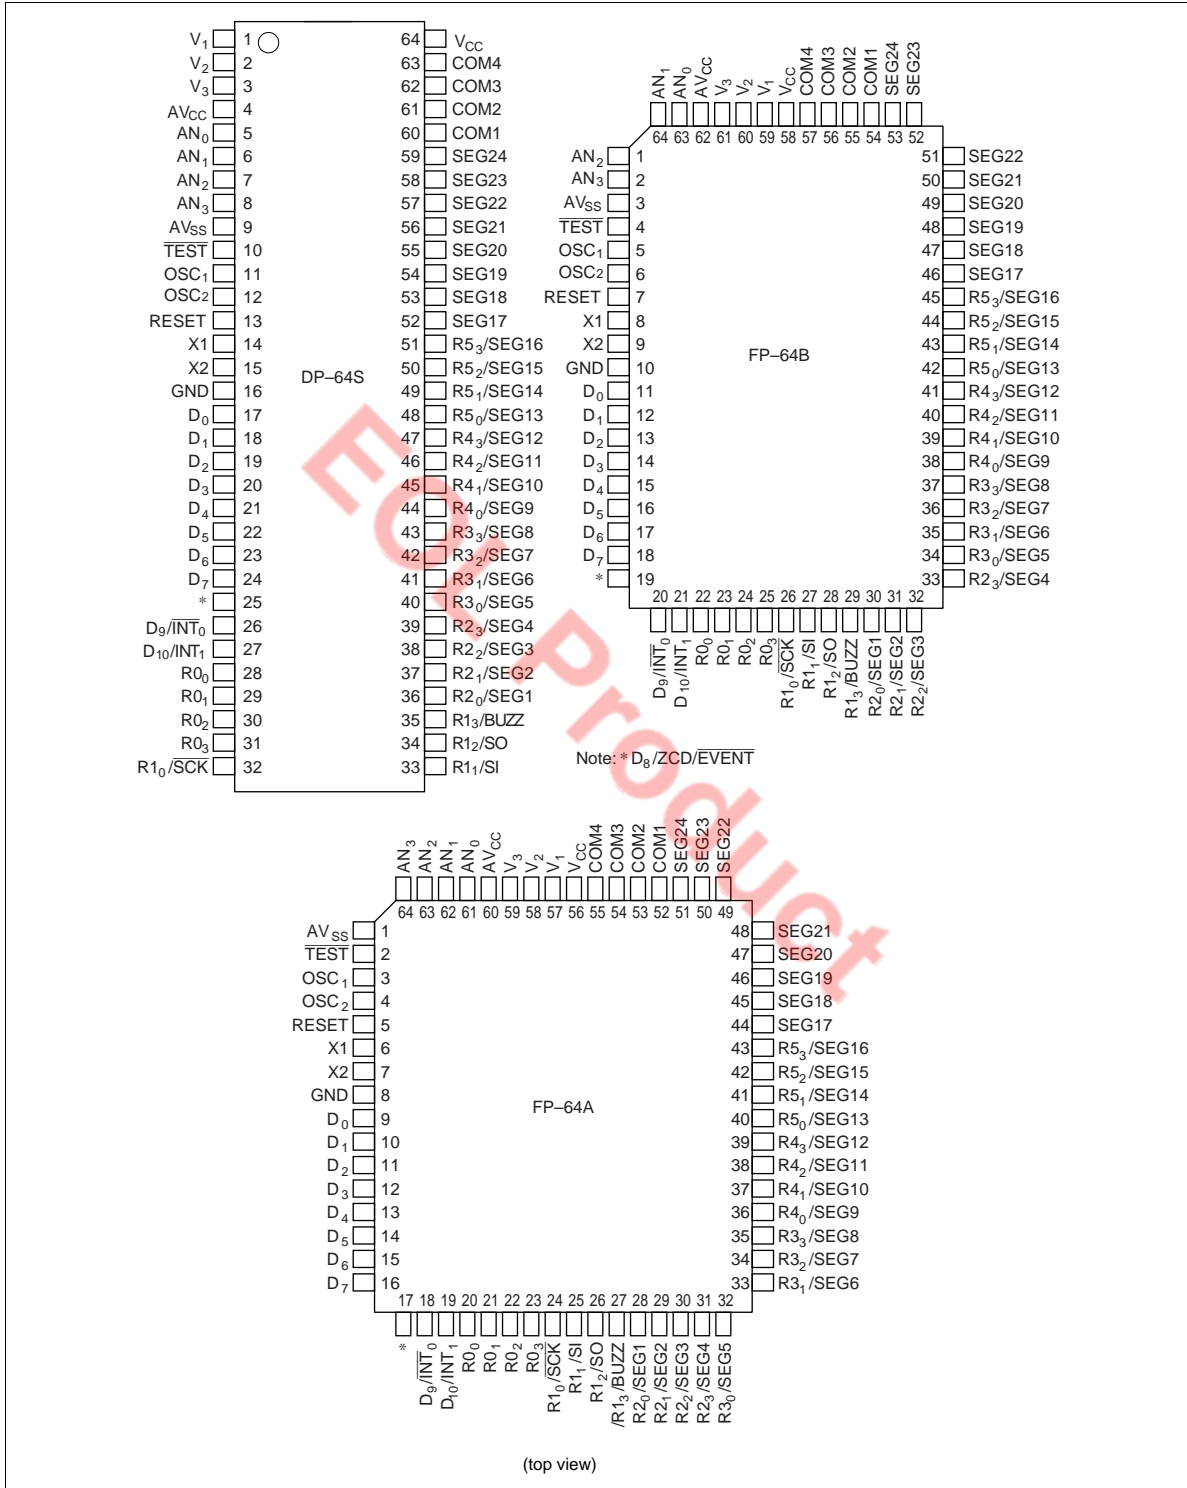 V1 1 64 VCC
V2 2 63 COM4
V3 3 62 COM3
AVCC 4 61 COM2
AN0 5 60 COM1
AN1 6 59 SEG24
AN2 7 58 SEG23
AN3 8 57 SEG22
AVSS 9 56 SEG21
TEST 10 55 SEG20
OSC1 11 54 SEG19
OSC2 12 53 SEG18
RESET 13 52 SEG17
X1 14 51 R53/SEG16
X2 15 50 R52/SEG15
GND 16 49 R51/SEG14
D0 17 48 R50/SEG13
D1 18 47 R43/SEG12
D2 19 46 R42/SEG11
D3 20 45 R41/SEG10
D4 21 44 R40/SEG9
D5 22 43 R33/SEG8
D6 23 42 R32/SEG7
D7 24 41 R31/SEG6
* 25 40 R30/SEG5
D9/INT0 26 39 R23/SEG4
D10/INT1 27 38 R22/SEG3
R00 28 37 R21/SEG2
R01 29 36 R20/SEG1
R02 30 35 R13/BUZZ
R03 31 34 R12/SO
R10/SCK 32 33 R11/SI
DP–64S
AN1 AN0 AVCC V3 V2 V1 VCC COM4 COM3 COM2 COM1 SEG24 SEG23
64 63 62 61 60 59 58 57 56 55 54 53 52
AN2 1 51 SEG22
AN3 2 50 SEG21
AVSS 3 49 SEG20
TEST 4 48 SEG19
OSC1 5 47 SEG18
OSC2 6 46 SEG17
RESET 7 45 R53/SEG16
X1 8 44 R52/SEG15
X2 9 43 R51/SEG14
GND 10 42 R50/SEG13
D0 11 41 R43/SEG12
D1 12 40 R42/SEG11
D2 13 39 R41/SEG10
D3 14 38 R40/SEG9
D4 15 37 R33/SEG8
D5 16 36 R32/SEG7
D6 17 35 R31/SEG6
D7 18 34 R30/SEG5
* 19 33 R23/SEG4
FP–64B
20 21 22 23 24 25 26 27 28 29 30 31 32
D9/INT0 D10/INT1 R00 R01 R02 R03 R10/SCK R11/SI R12/SO R13/BUZZ R20/SEG1 R21/SEG2 R22/SEG3
Note: * D8/ZCD/EVENT
AN3 AN2 AN1 AN0 AVCC V3 V2 V1 VCC COM4 COM3 COM2 COM1 SEG24 SEG23 SEG22
64 63 62 61 60 59 58 57 56 55 54 53 52 51 50 49
AVSS 1 48 SEG21
TEST 2 47 SEG20
OSC1 3 46 SEG19
OSC2 4 45 SEG18
RESET 5 44 SEG17
X1 6 43 R53/SEG16
X2 7 42 R52/SEG15
GND 8 41 R51/SEG14
D0 9 40 R50/SEG13
D1 10 39 R43/SEG12
D2 11 38 R42/SEG11
D3 12 37 R41/SEG10
D4 13 36 R40/SEG9
D5 14 35 R33/SEG8
D6 15 34 R32/SEG7
D7 16 33 R31/SEG6
FP–64A
17 18 19 20 21 22 23 24 25 26 27 28 29 30 31 32
* D9/INT0 D10/INT1 R00 R01 R02 R03 R10/SCK R11/SI R12/SO /R13/BUZZ R20/SEG1 R21/SEG2 R22/SEG3 R23/SEG4 R30/SEG5
(top view)
EOL Product